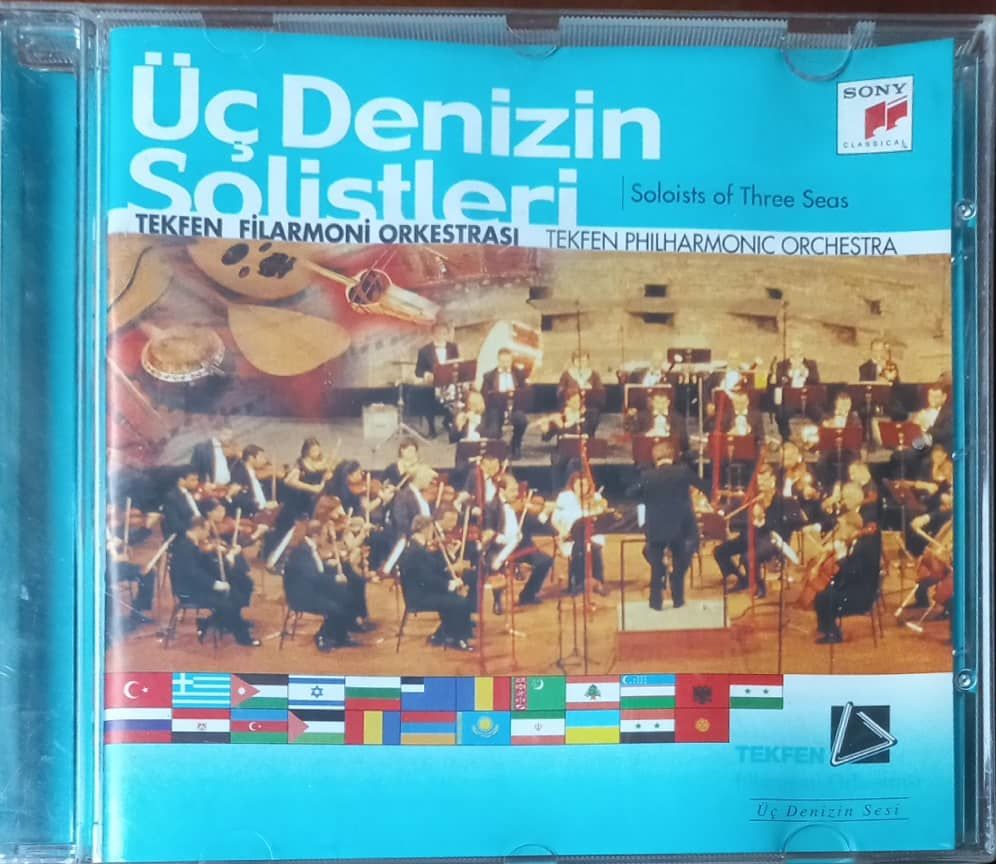 Üç Denizin
Solistleri
Soloists of Three Seas
SONY
CLASSICAL
TEKFEN FİLARMONİ ORKESTRASI
TEKFEN PHILHARMONIC ORCHESTRA
TEKFEN
Üç Denizin Sesi